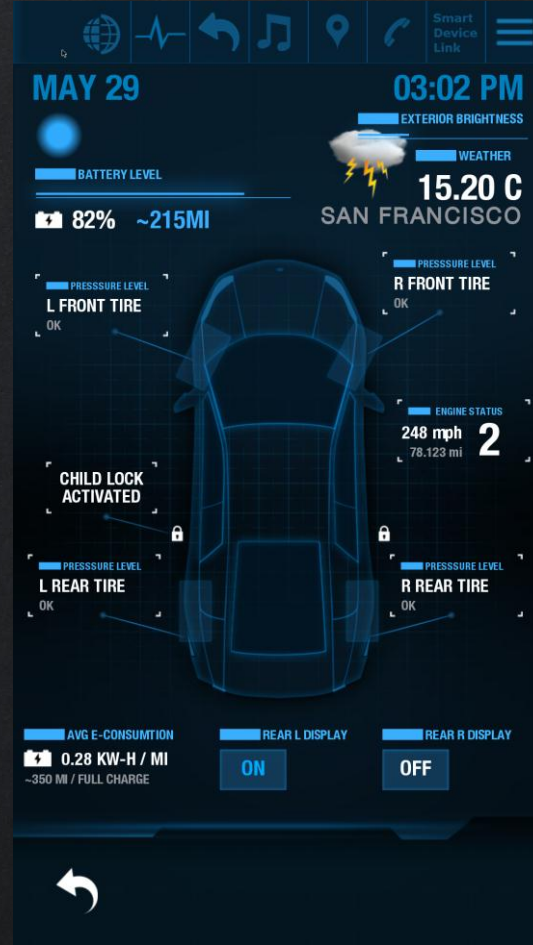 Smart
Device
Link
MAY 29
03:02 PM
EXTERIOR BRIGHTNESS
BATTERY LEVEL
WEATHER
15.20 C
82% ~215MI
SAN FRANCISCO
PRESSSURE LEVEL
L FRONT TIRE
OK
PRESSSURE LEVEL
R FRONT TIRE
OK
ENGINE STATUS
248 mph 2
78.123 mi
CHILD LOCK
ACTIVATED
PRESSSURE LEVEL
L REAR TIRE
OK
PRESSSURE LEVEL
R REAR TIRE
OK
AVG E-CONSUMTION
0.28 KW-H / MI
~350 MI / FULL CHARGE
REAR L DISPLAY
ON
REAR R DISPLAY
OFF